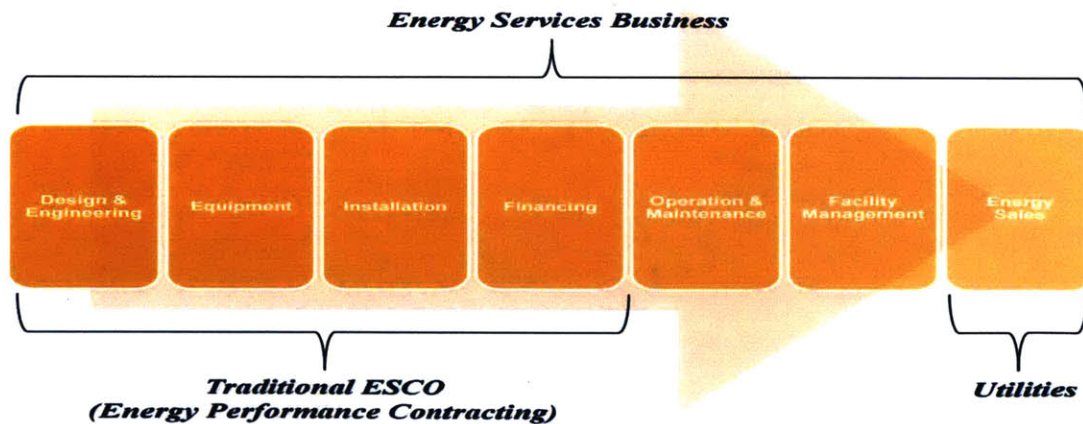 Energy Services Business
Design &
Engineering
Equipment
Installation
Financing
Operation &
Maintenance
Facility
Management
Energy
Sales
Traditional ESCO
(Energy Performance Contracting)
Utilities